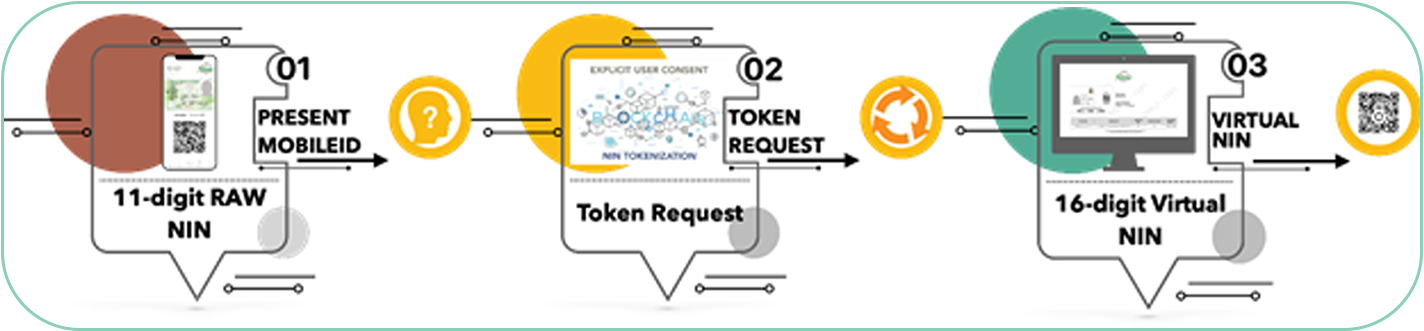 01
PRESENT
MOBILEID
11-digit RAW
NIN
?
EXPLICIT USER CONSENT
BLOCKCHAIN
NIN TOKENIZATION
02
TOKEN
REQUEST
Token Request
03
VIRTUAL
NIN
16-digit Virtual
NIN